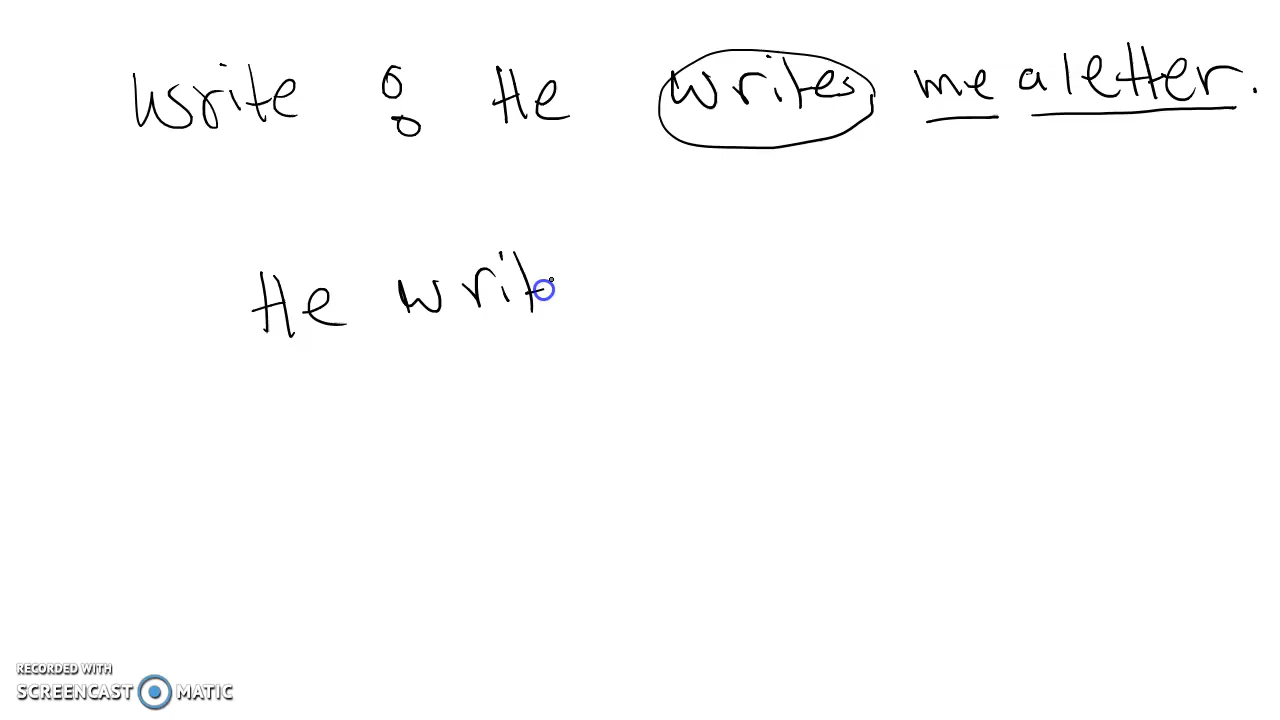 write : He writes me a letter.
He writ
RECORDED WITH
SCREENCAST MATIC